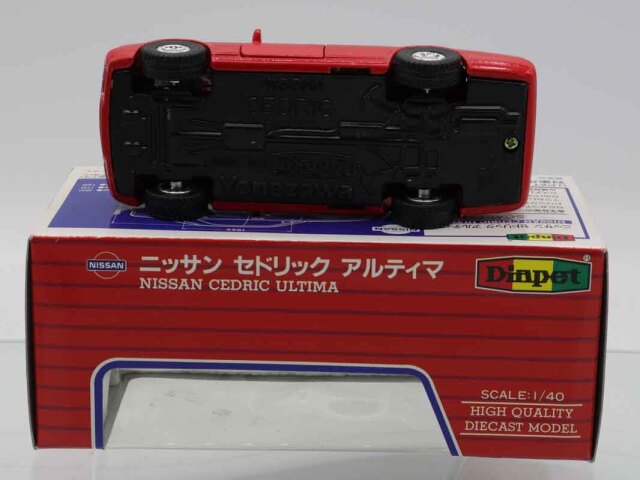 NISSAN
CEDRIC
Diapet
Yonezawa
NISSAN
ニッサン セドリック アルティマ
NISSAN CEDRIC ULTIMA
Diapet
®
SCALE:1/40
HIGH QUALITY
DIECAST MODEL